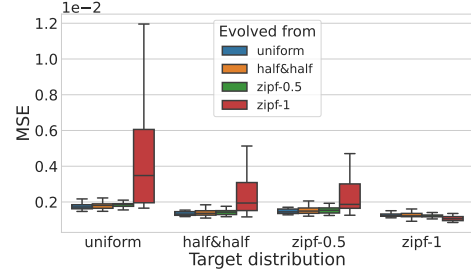 1e−2
MSE
1.2
1.0
0.8
0.6
0.4
0.2
Evolved from
uniform
half&half
zipf-0.5
zipf-1
uniform half&half zipf-0.5 zipf-1
Target distribution